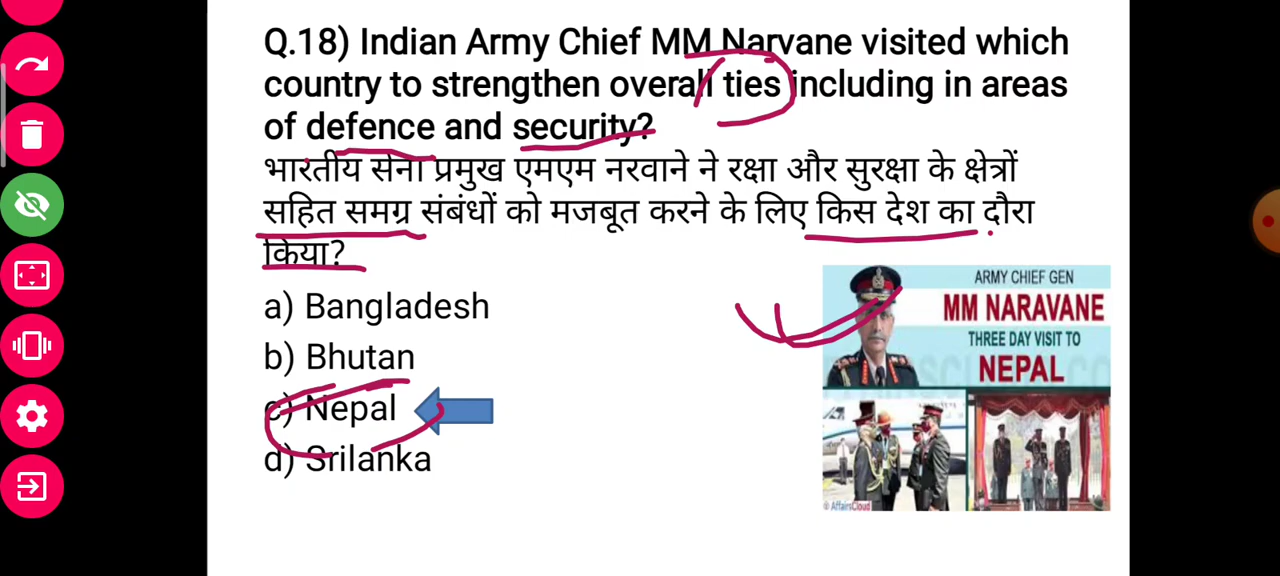 Q.18) Indian Army Chief MM Narvane visited which
country to strengthen overall ties including in areas
of defence and security?
भारतीय सेना प्रमुख एमएम नरवाने ने रक्षा और सुरक्षा के क्षेत्रों
सहित समग्र संबंधों को मजबूत करने के लिए किस देश का दौरा
किया?
a) Bangladesh
b) Bhutan
c) Nepal
d) Srilanka
ARMY CHIEF GEN
MM NARAVANE
THREE DAY VISIT TO
NEPAL
AffairsCloud